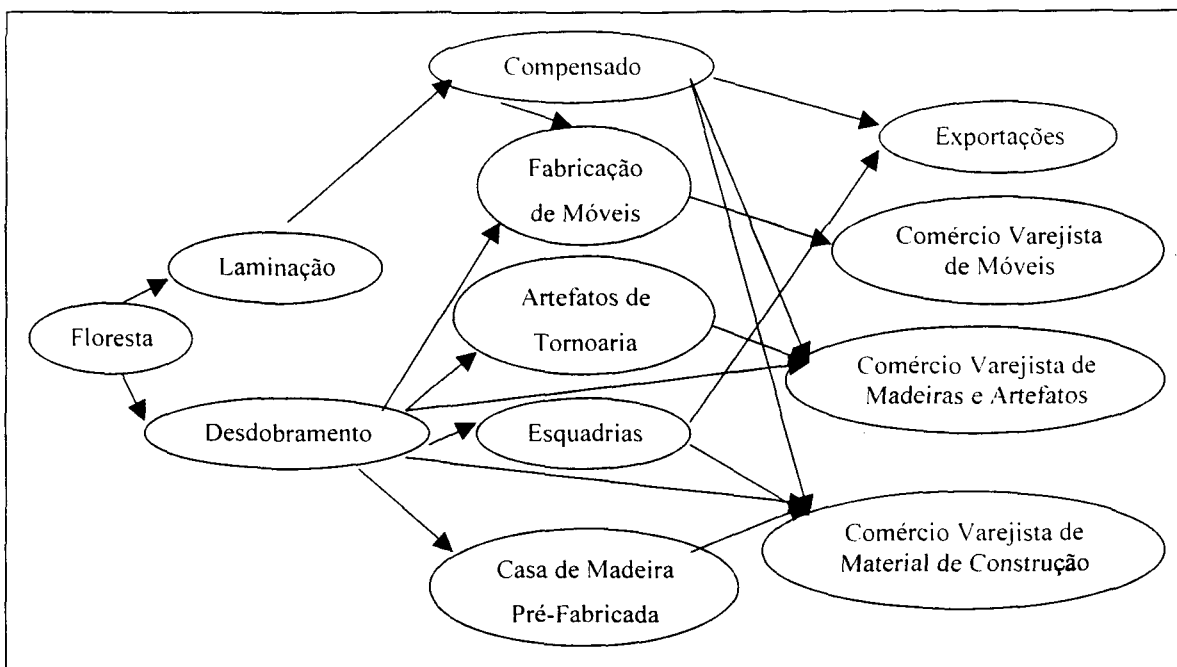 Compensado
Exportações
Fabricação
de Móveis
Comércio Varejista
de Móveis
Laminação
Artefatos de
Tornoaria
Floresta
Comércio Varejista de
Madeiras e Artefatos
Desdobramento
Esquadrias
Comércio Varejista de
Material de Construção
Casa de Madeira
Pré-Fabricada